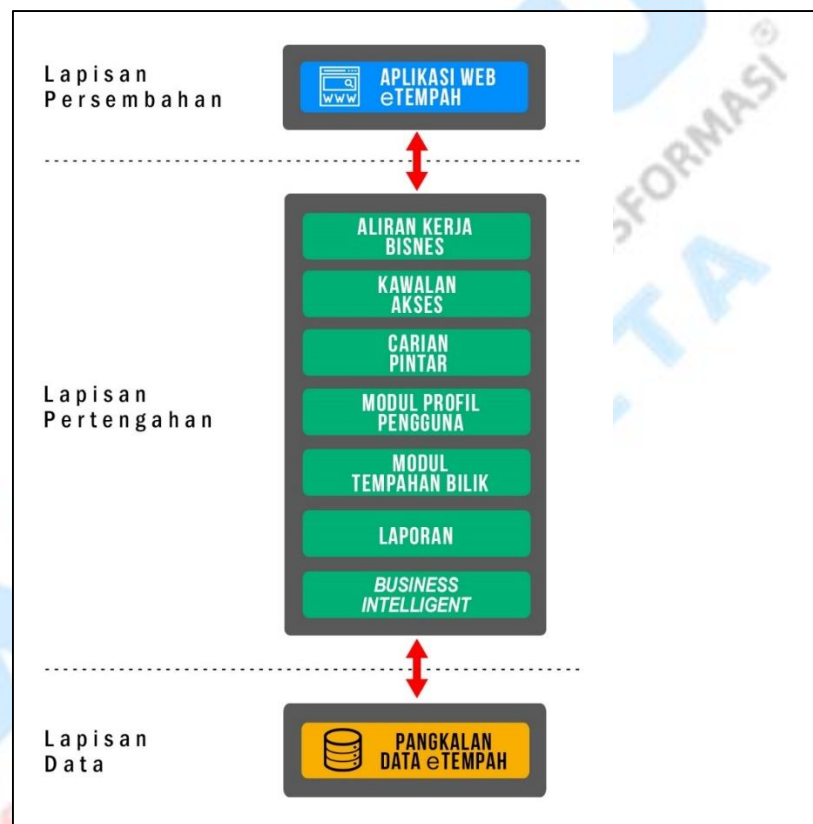 Lapisan
Persembahan
WWW
APLIKASI WEB
eTEMPAH
ALIRAN KERJA
BISNES
KAWALAN
AKSES
CARIAN
PINTAR
Lapisan
Pertengahan
MODUL PROFIL
PENGGUNA
MODUL
TEMPAHAN BILIK
LAPORAN
BUSINESS
INTELLIGENT
Lapisan
Data
PANGKALAN
DATA eTEMPAH